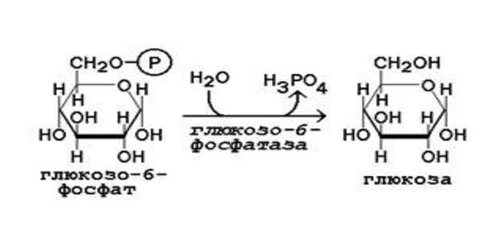 CH₂O—P
H₂O
H₃PO₄
CH₂OH
H
O
H
H
OH
H
HO
OH
H
OH
глюкозо-6-
фосфат
глюкозо-6-
фосфатаза
H
O
H
H
OH
H
HO
OH
H
OH
глюкоза